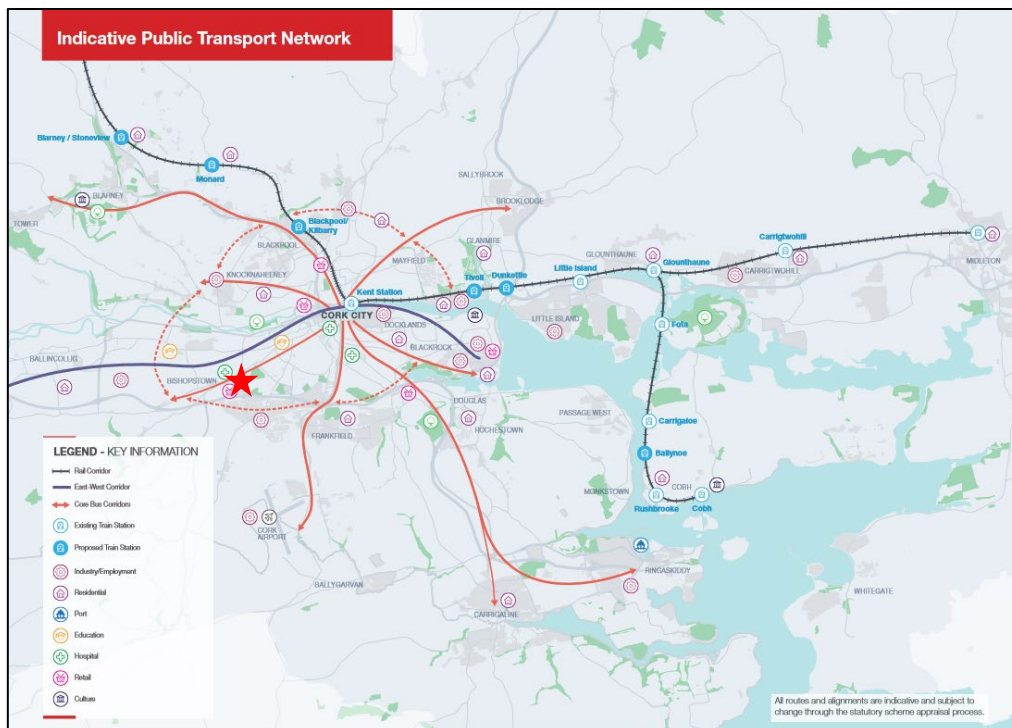 Indicative Public Transport Network
Blarney / Stoneview
Monard
SALLYBROOK
BROOKLODGE
BLARNEY
TOWER
Blackpool/
Kilbarry
BLACKPOOL
MAYFIELD
GLANMIRE
GLOUNTHAUNE
Glounthaune
Carrigtwohill
CARRIGTWOHILL
MIDLETON
KNOCKNAHEENEY
Tivoli
Dunkettle
Little Island
Kent Station
CORK CITY
DOCKLANDS
LITTLE ISLAND
Fota
BLACKROCK
BALLINCOLLIG
BISHOPSTOWN
DOUGLAS
ROCHESTOWN
PASSAGE WEST
Carrigaloe
FRANKFIELD
Ballynoe
MONKSTOWN
COBH
Rushbrooke
Cobh
CORK
AIRPORT
RINGASKIDDY
BALLYGARVAN
WHITEGATE
CARRIGALINE
LEGEND - KEY INFORMATION
Rail Corridor
East-West Corridor
Core Bus Corridors
Existing Train Station
Proposed Train Station
Industry/Employment
Residential
Port
Education
Hospital
Retail
Culture
All routes and alignments are indicative and subject to
change through the statutory scheme appraisal process.